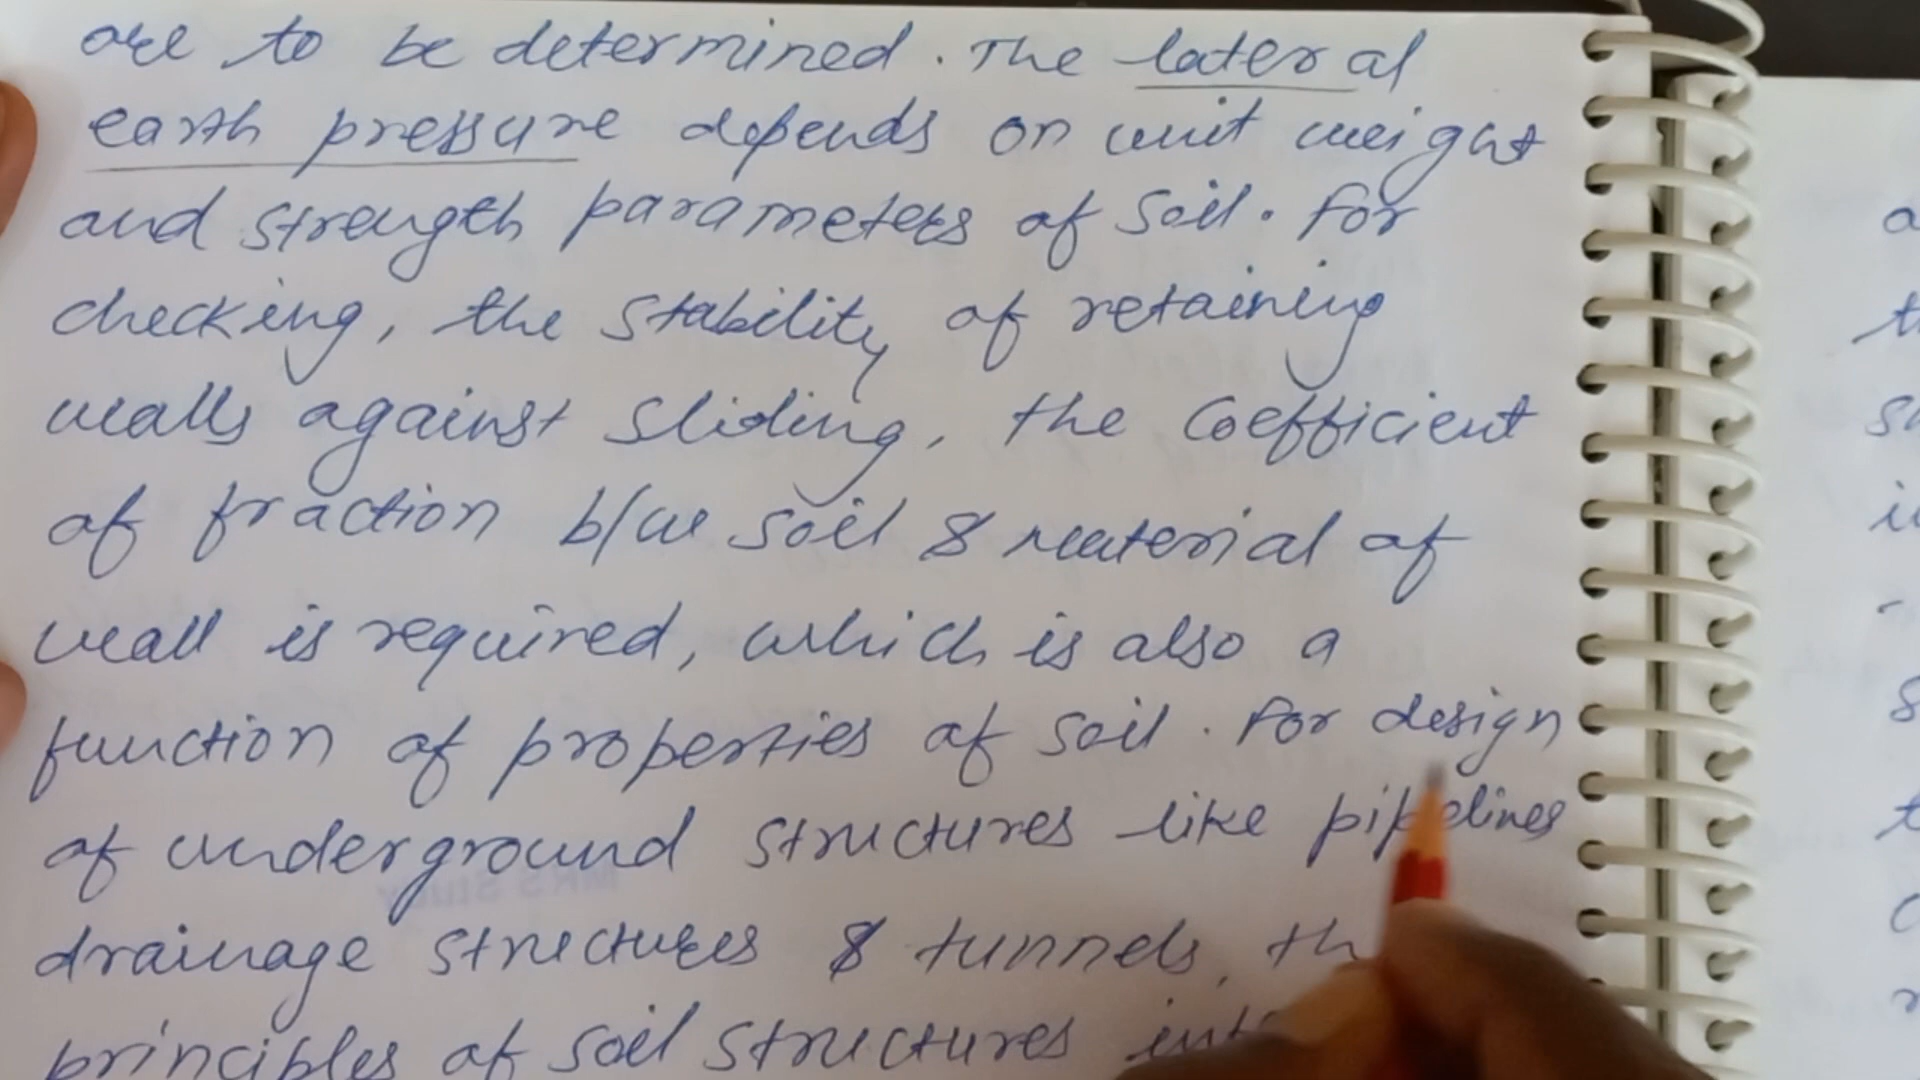 are to be determined. The lateral
earth pressure depends on unit weight
and strength parameters of soil. For
checking, the stability of retaining
walls against sliding, the coefficient
of fraction b/w soil & material of
wall is required, which is also a
function of properties of soil. For design
of underground structures like pipelines
drainage structures & tunnels, th
principles of soil structures int